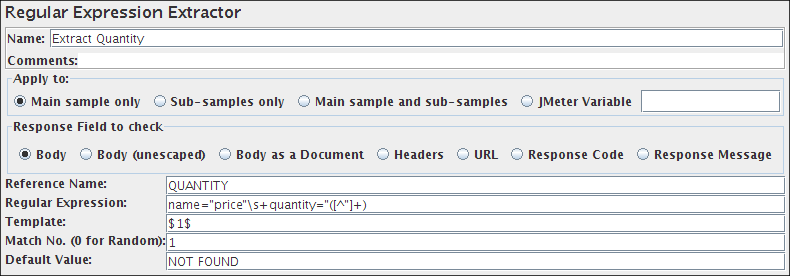 Regular Expression Extractor
Name: Extract Quantity
Comments:
Apply to:
Main sample only Sub-samples only Main sample and sub-samples JMeter Variable
Response Field to check
Body Body (unescaped) Body as a Document Headers URL Response Code Response Message
Reference Name: QUANTITY
Regular Expression: name="price"\s+quantity="([^"]+)
Template: $1$
Match No. (0 for Random): 1
Default Value: NOT FOUND